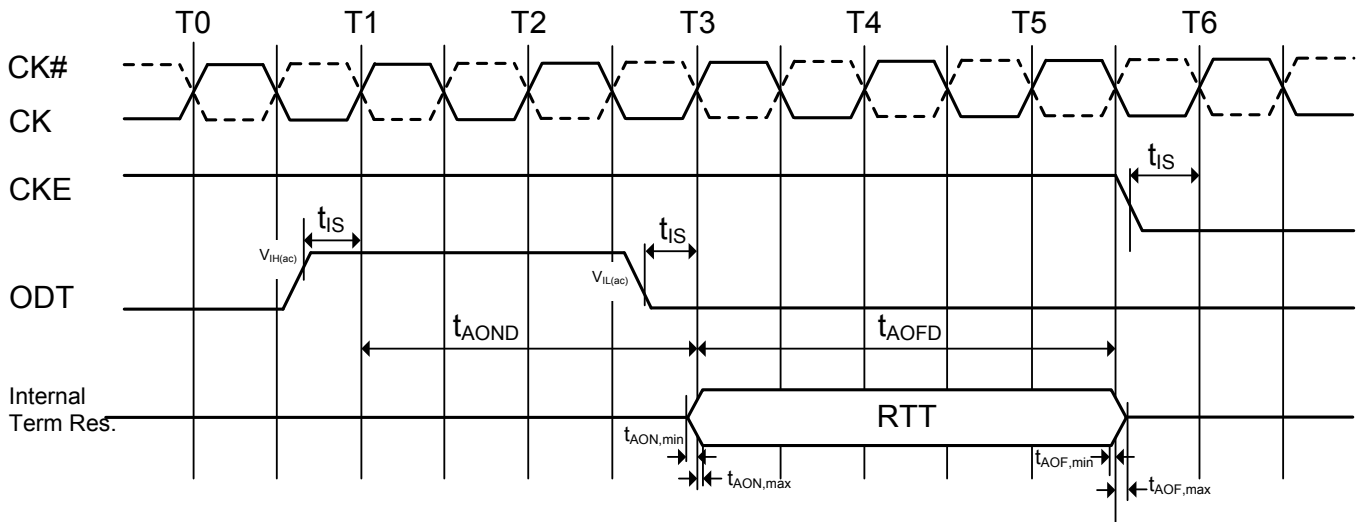 T0 T1 T2 T3 T4 T5 T6
CK#
CK
CKE
tIS
tIS
tIS
VIH(ac)
VIL(ac)
ODT
tAOND
tAOFD
Internal
Term Res.
RTT
tAON,min
tAOF,min
tAON,max
tAOF,max